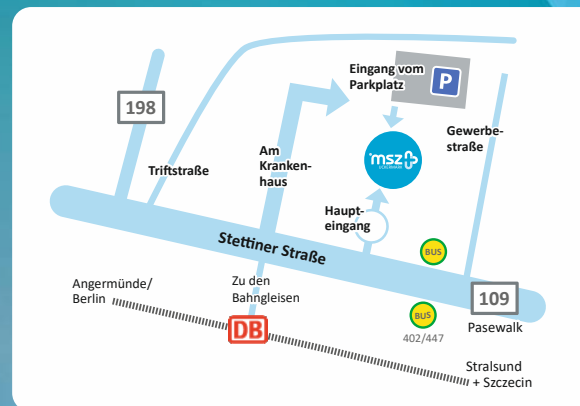 Eingang vom
Parkplatz
P
198
Gewerbe-
straße
Am
Kranken-
haus
msz
Triftstraße
Haupt-
eingang
Stettiner Straße
BUS
Angermünde/
Berlin
Zu den
Bahngleisen
109
DB
BUS
Pasewalk
402/447
Stralsund
+ Szczecin